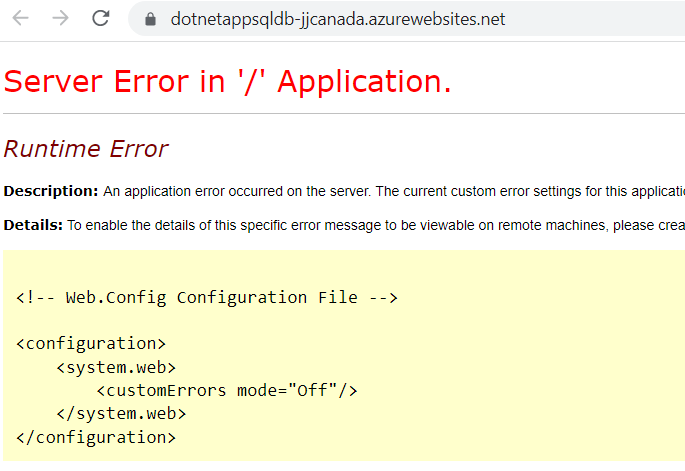 dotnetappsqldb-jjcanada.azurewebsites.net
Server Error in '/' Application.
Runtime Error
Description: An application error occurred on the server. The current custom error settings for this
Details: To enable the details of this specific error message to be viewable on remote machines, please
<!-- Web.Config Configuration File -->
<configuration>
<system.web>
<customErrors mode="Off"/>
</system.web>
</configuration>